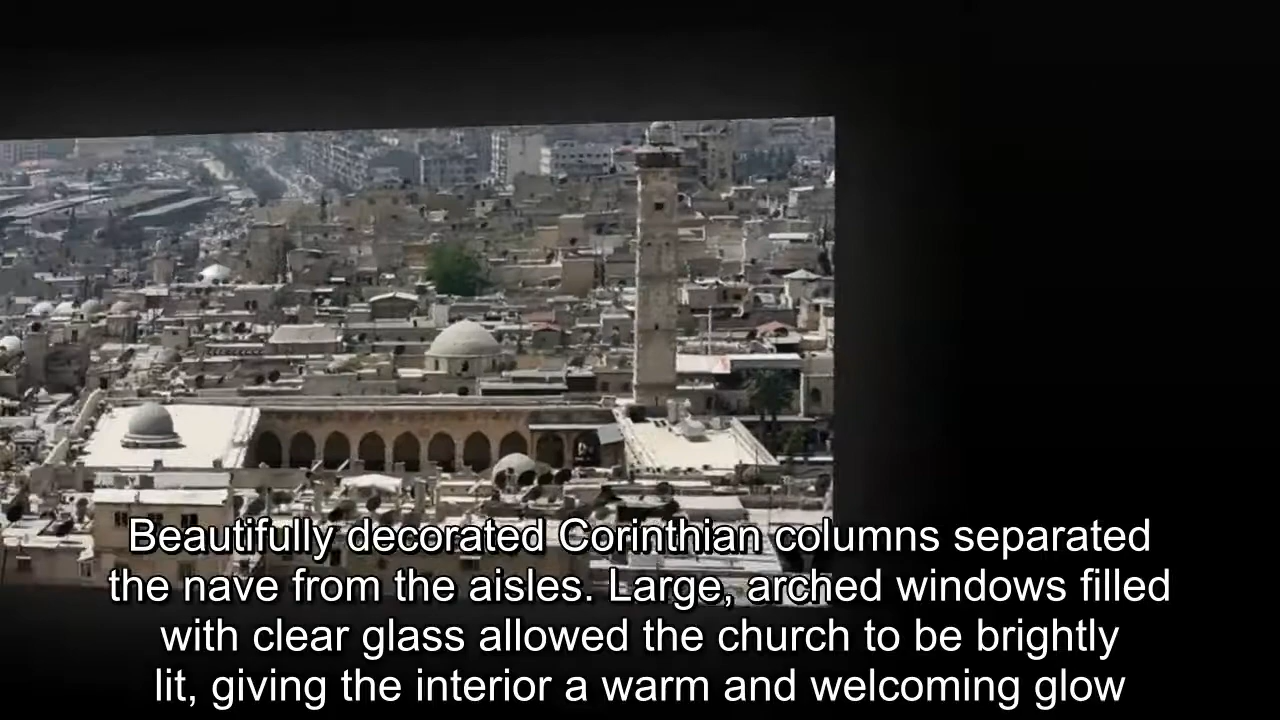 Beautifully decorated Corinthian columns separated
the nave from the aisles. Large, arched windows filled
with clear glass allowed the church to be brightly
lit, giving the interior a warm and welcoming glow